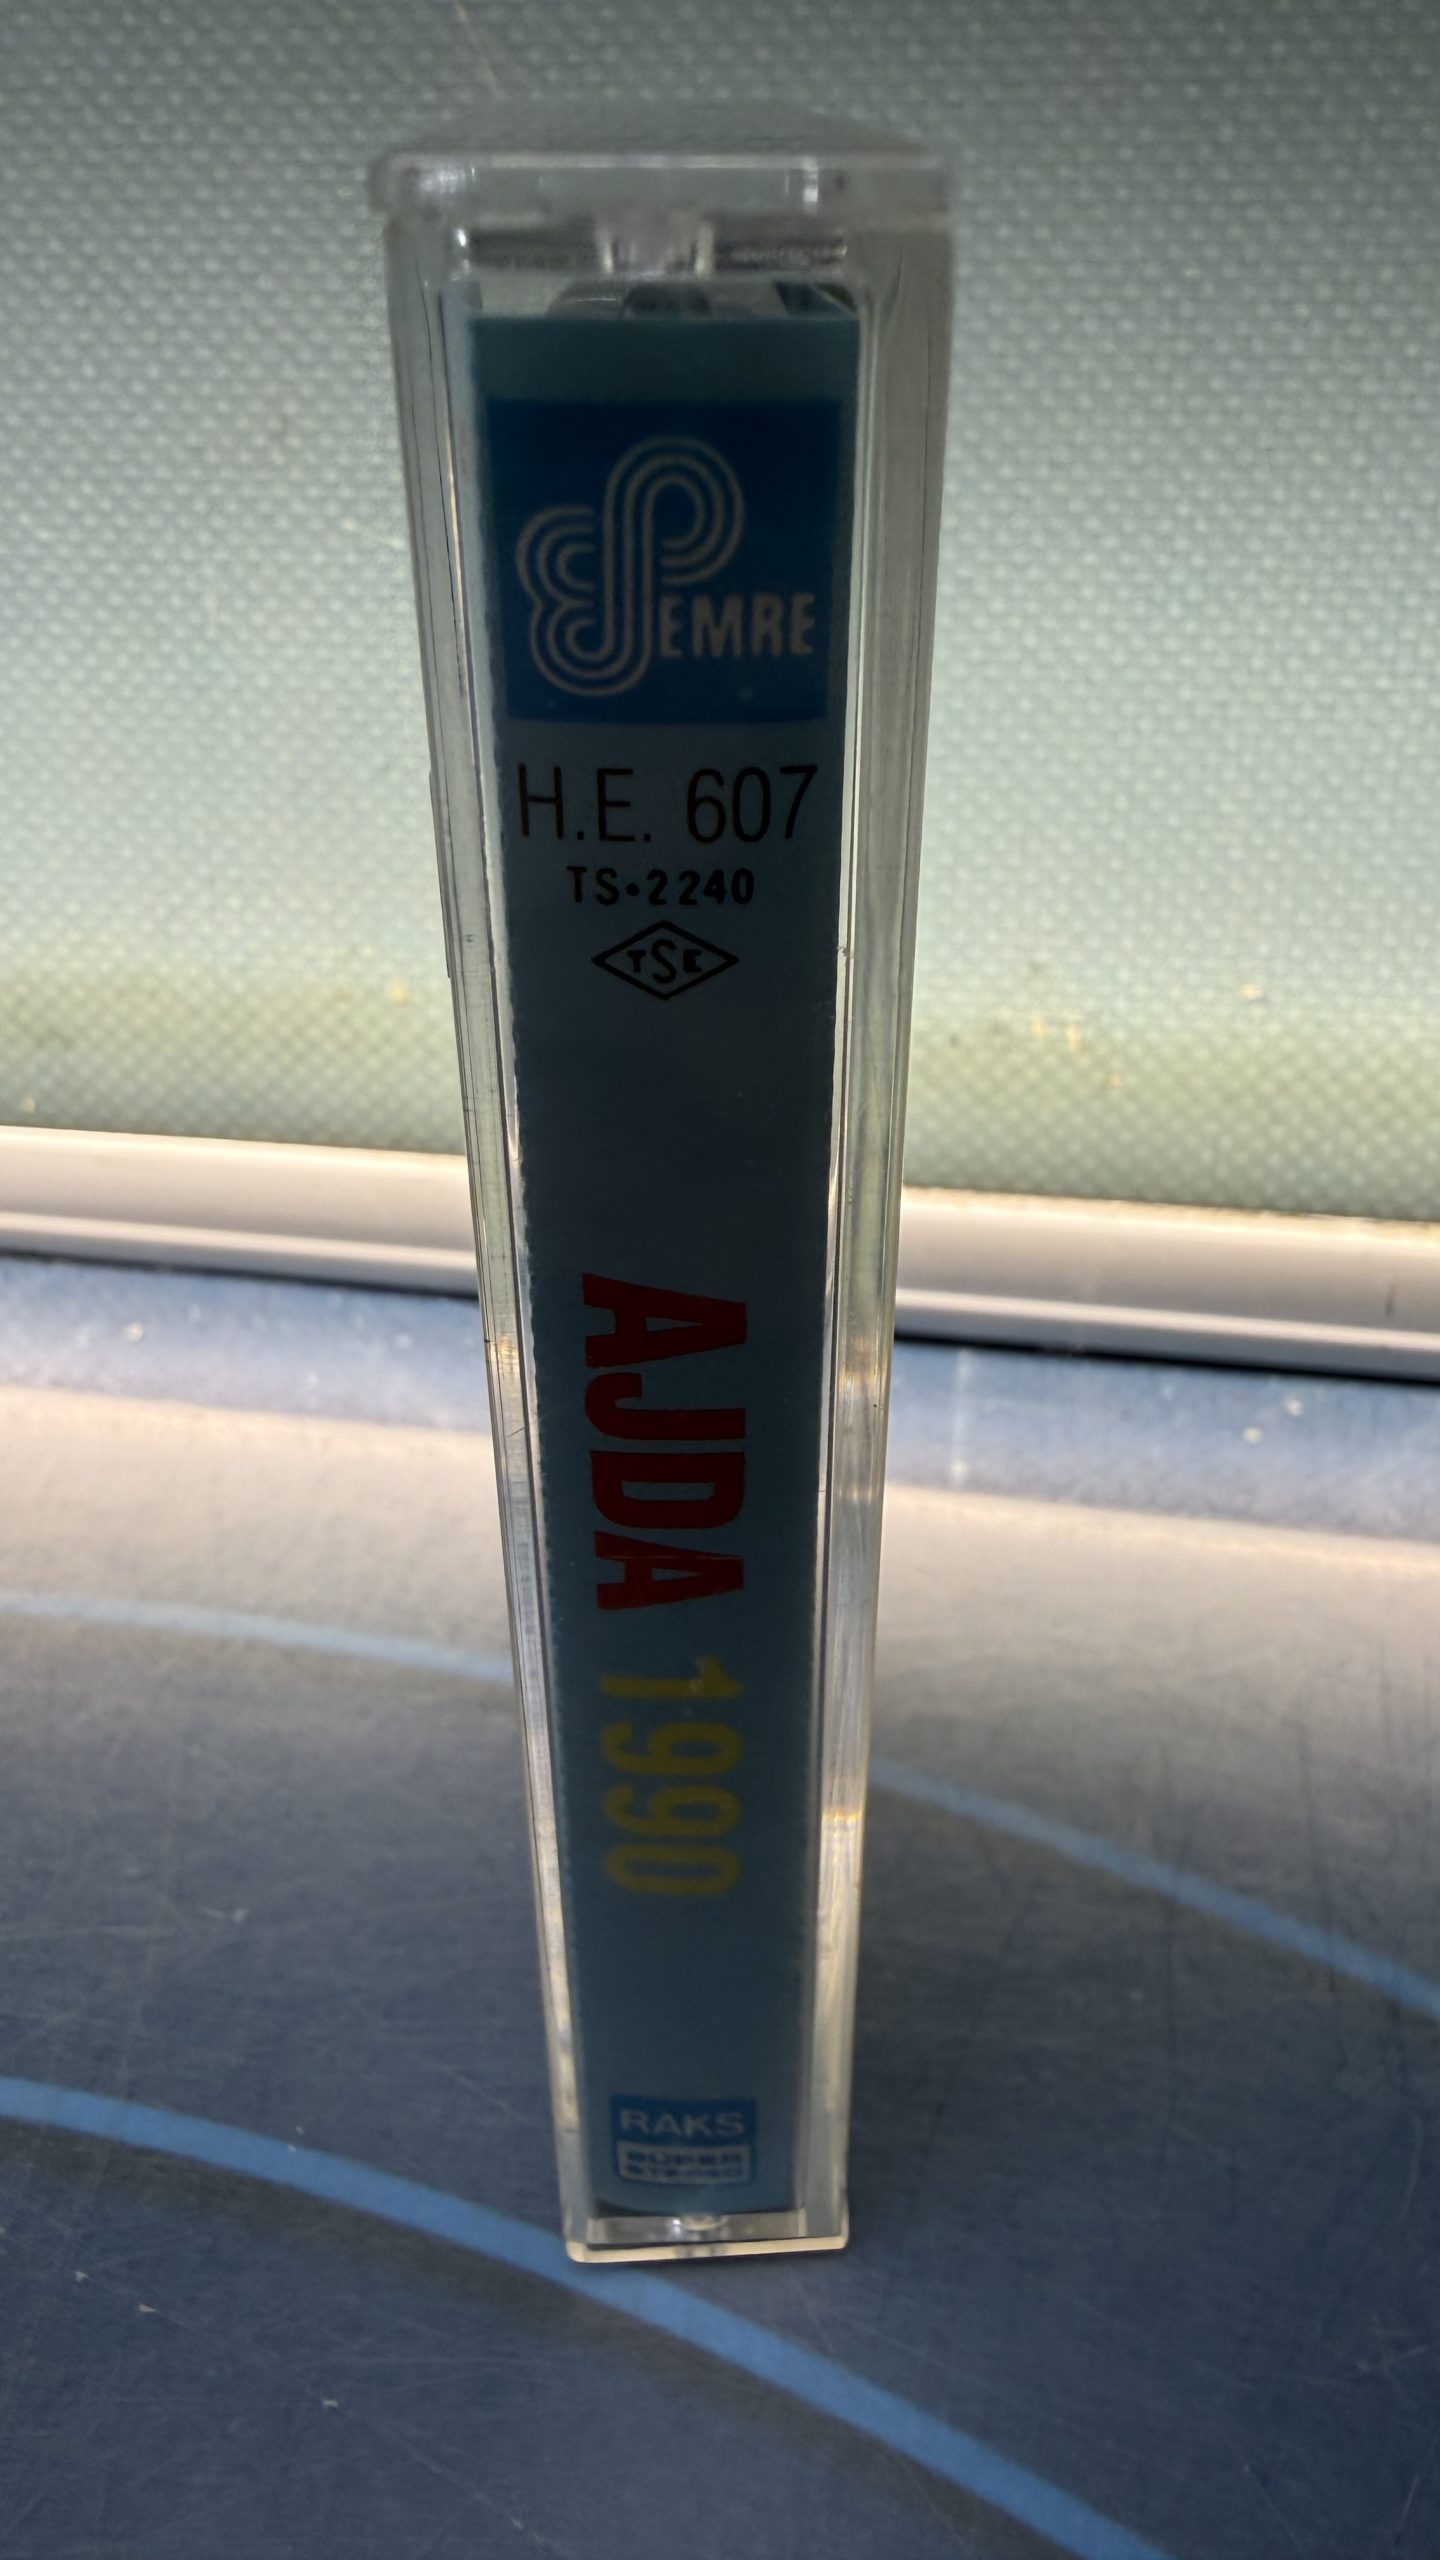 EMRE
H.E. 607
TS•2240
TSE
AJDA 1990
RAKS